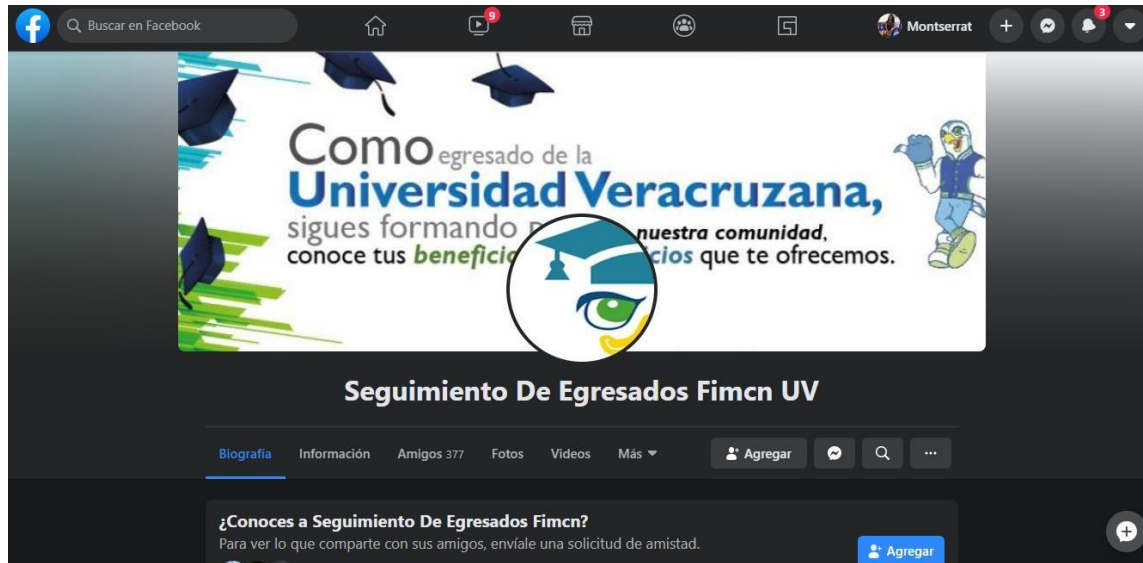 Buscar en Facebook
9
Montserrat
3
Como egresado de la
Universidad Veracruzana,
sigues formando nuestra comunidad,
conoce tus que te ofrecemos.
Seguimiento De Egresados Fimcn UV
Biografía Información Amigos 377 Fotos Videos Más Agregar
¿Conoces a Seguimiento De Egresados Fimcn?
Para ver lo que comparte con sus amigos, envíale una solicitud de amistad.
Agregar